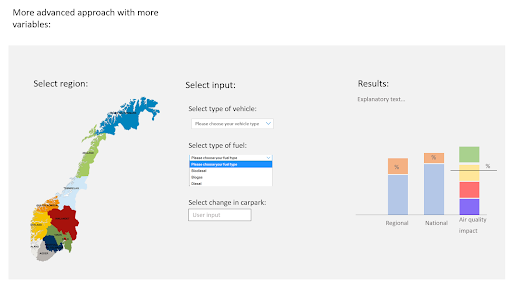 More advanced approach with more
variables:
Select region:
Select input:
Select type of vehicle:
Please choose your vehicle type
Select type of fuel:
Please choose your fuel type
Please choose your fuel type
Biodiesel
Biogas
Diesel
Select change in carpark:
User input
Results:
Explanatory text...
%
%
%
Regional
National
Air quality
impact